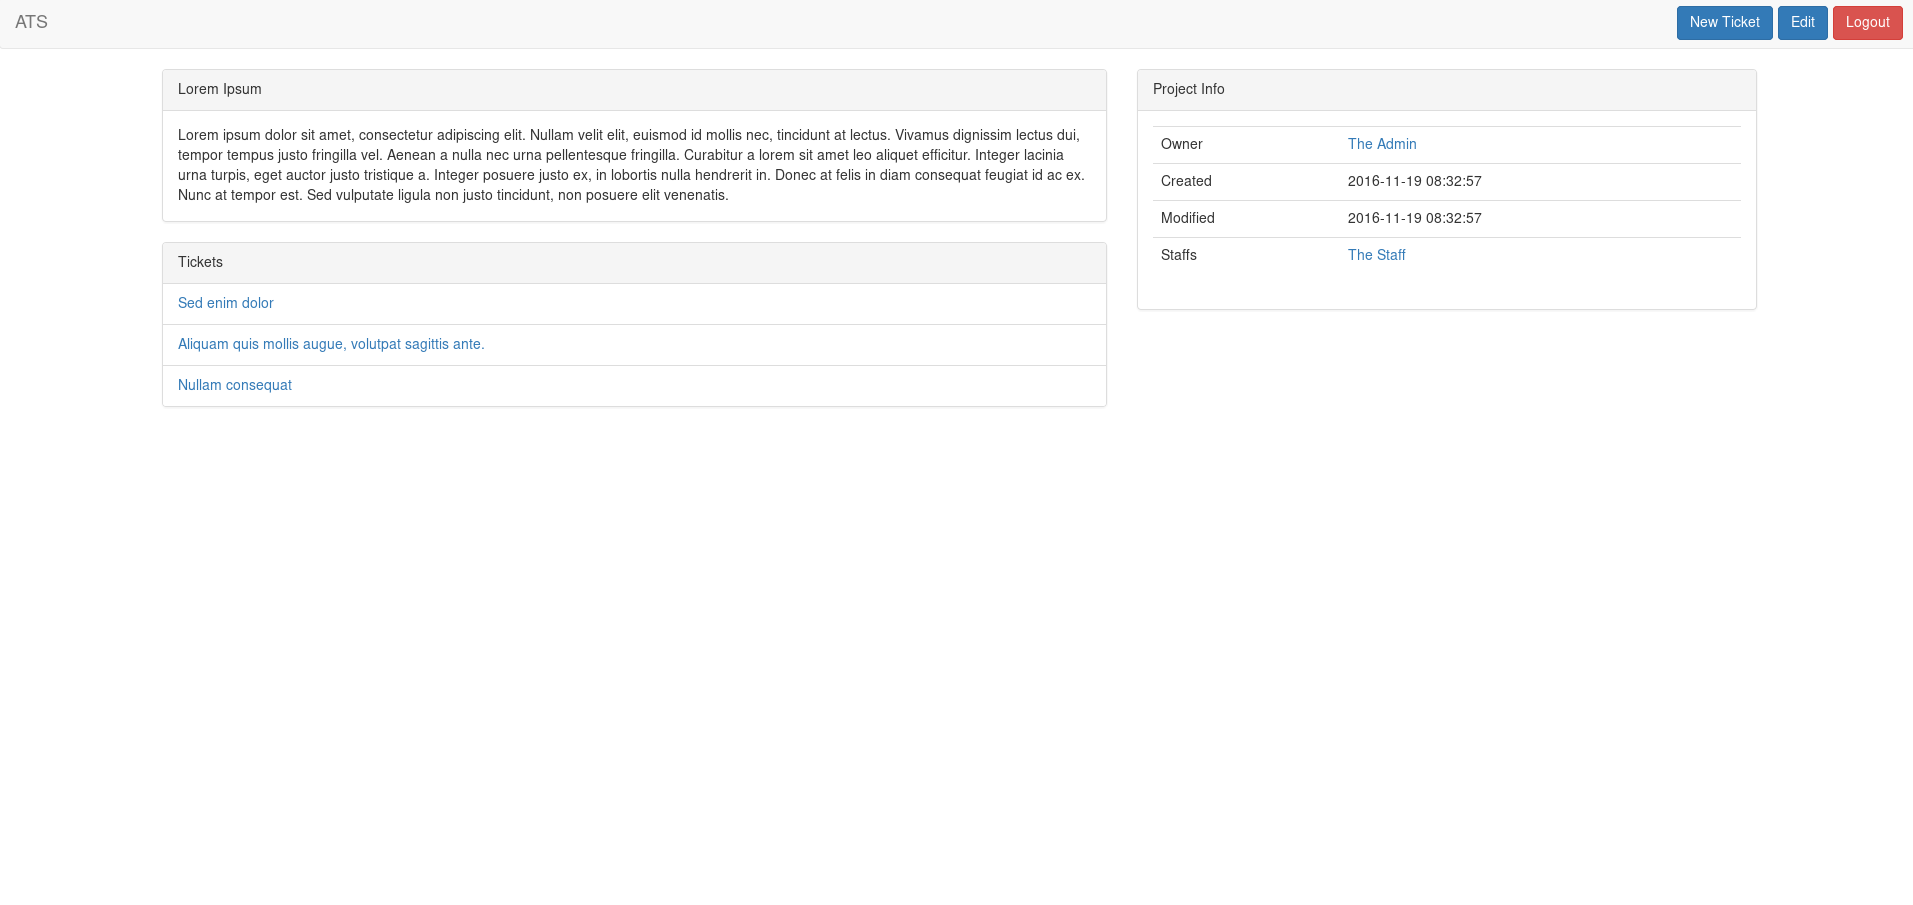 ATS
New Ticket Edit Logout
Lorem Ipsum
Lorem ipsum dolor sit amet, consectetur adipiscing elit. Nullam velit elit, euismod id mollis nec, tincidunt at lectus. Vivamus dignissim lectus dui,
tempor tempus justo fringilla vel. Aenean a nulla nec urna pellentesque fringilla. Curabitur a lorem sit amet leo aliquet efficitur. Integer lacinia
urna turpis, eget auctor justo tristique a. Integer posuere justo ex, in lobortis nulla hendrerit in. Donec at felis in diam consequat feugiat id ac ex.
Nunc at tempor est. Sed vulputate ligula non justo tincidunt, non posuere elit venenatis.
Tickets
Sed enim dolor
Aliquam quis mollis augue, volutpat sagittis ante.
Nullam consequat
Project Info
Owner The Admin
Created 2016-11-19 08:32:57
Modified 2016-11-19 08:32:57
Staffs The Staff